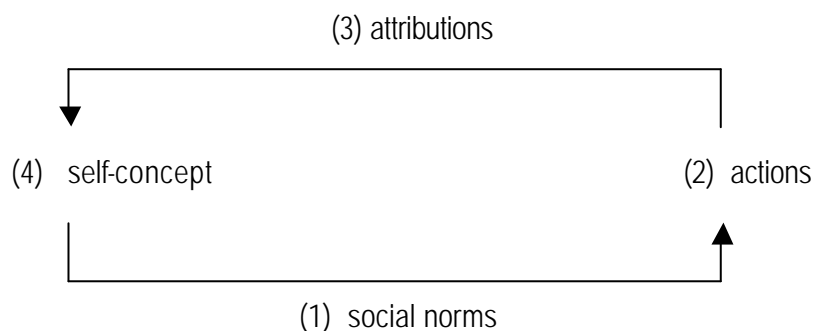 (3) attributions
(4) self-concept
(2) actions
(1) social norms